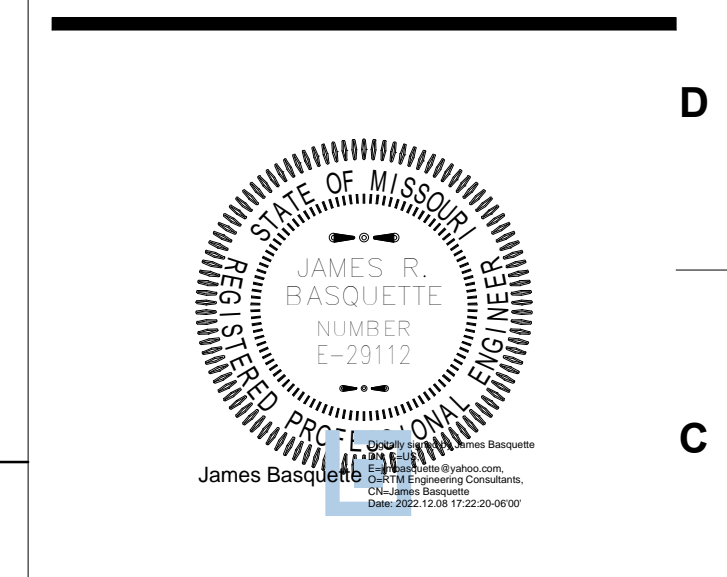 D
STATE OF MISSOURI
JAMES R.
BASQUETTE
NUMBER
E-29112
REGISTERED PROFESSIONAL ENGINEER
C
James Basquette
Digitally signed by James Basquette
DN: C=US,
E=jimbasquette@yahoo.com,
O=RTM Engineering Consultants,
CN=James Basquette
Date: 2022.12.08 17:22:20-06'00'